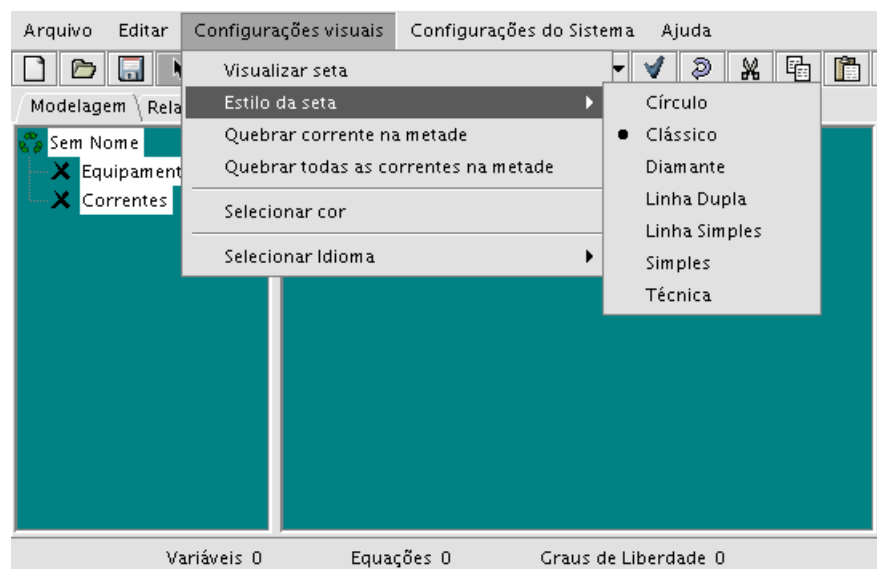 Arquivo Editar Configurações visuais Configurações do Sistema Ajuda
Visualizar seta
Modelagem Rela
Estilo da seta
Círculo
Sem Nome
Quebrar corrente na metade
Clássico
Equipament
Quebrar todas as correntes na metade
Diamante
Correntes
Linha Dupla
Selecionar cor
Linha Simples
Selecionar Idioma
Simples
Técnica
Variáveis 0 Equações 0 Graus de Liberdade 0